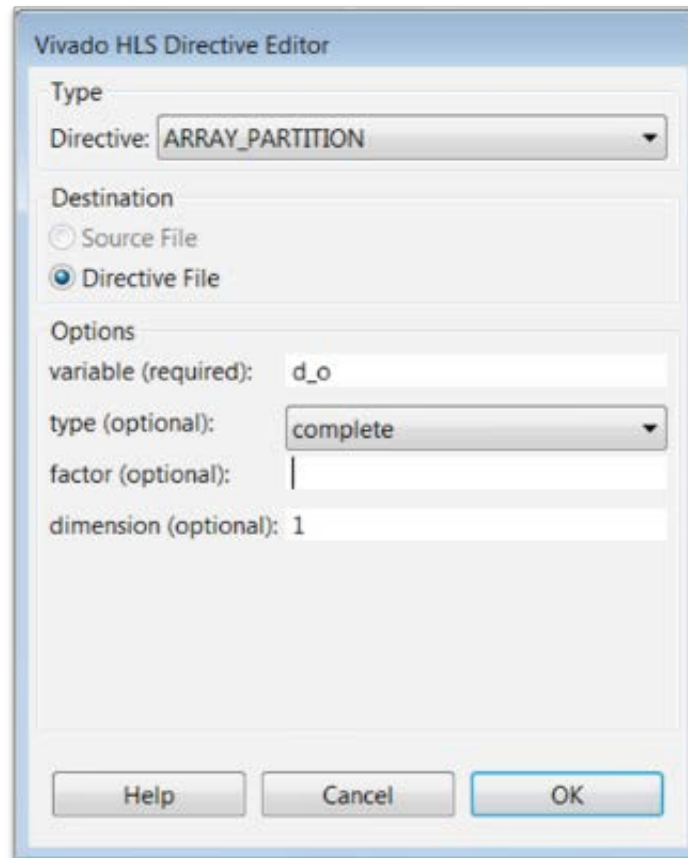 Vivado HLS Directive Editor
Type
Directive: ARRAY_PARTITION
Destination
Source File
Directive File
Options
variable (required): d_o
type (optional): complete
factor (optional):
dimension (optional): 1
Help Cancel OK